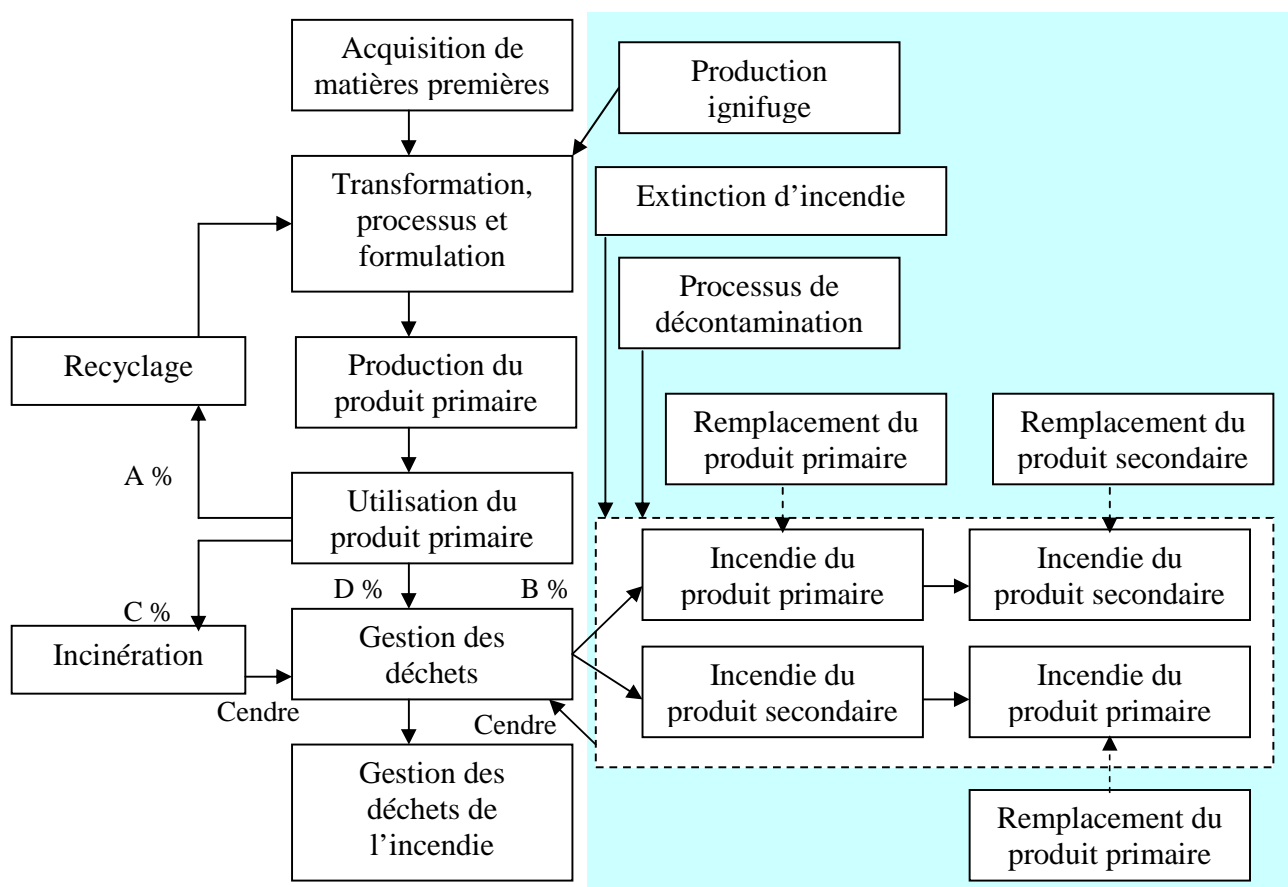 Acquisition de
matières premières
Production
ignifuge
Transformation,
processus et
formulation
Extinction d’incendie
Processus de
décontamination
Recyclage
Production du
produit primaire
Remplacement du
produit primaire
Remplacement du
produit secondaire
A %
Utilisation du
produit primaire
Incendie du
produit primaire
Incendie du
produit secondaire
D %
B %
C %
Incinération
Gestion des
déchets
Incendie du
produit secondaire
Incendie du
produit primaire
Cendre
Cendre
Gestion des
déchets de
l’incendie
Remplacement du
produit primaire